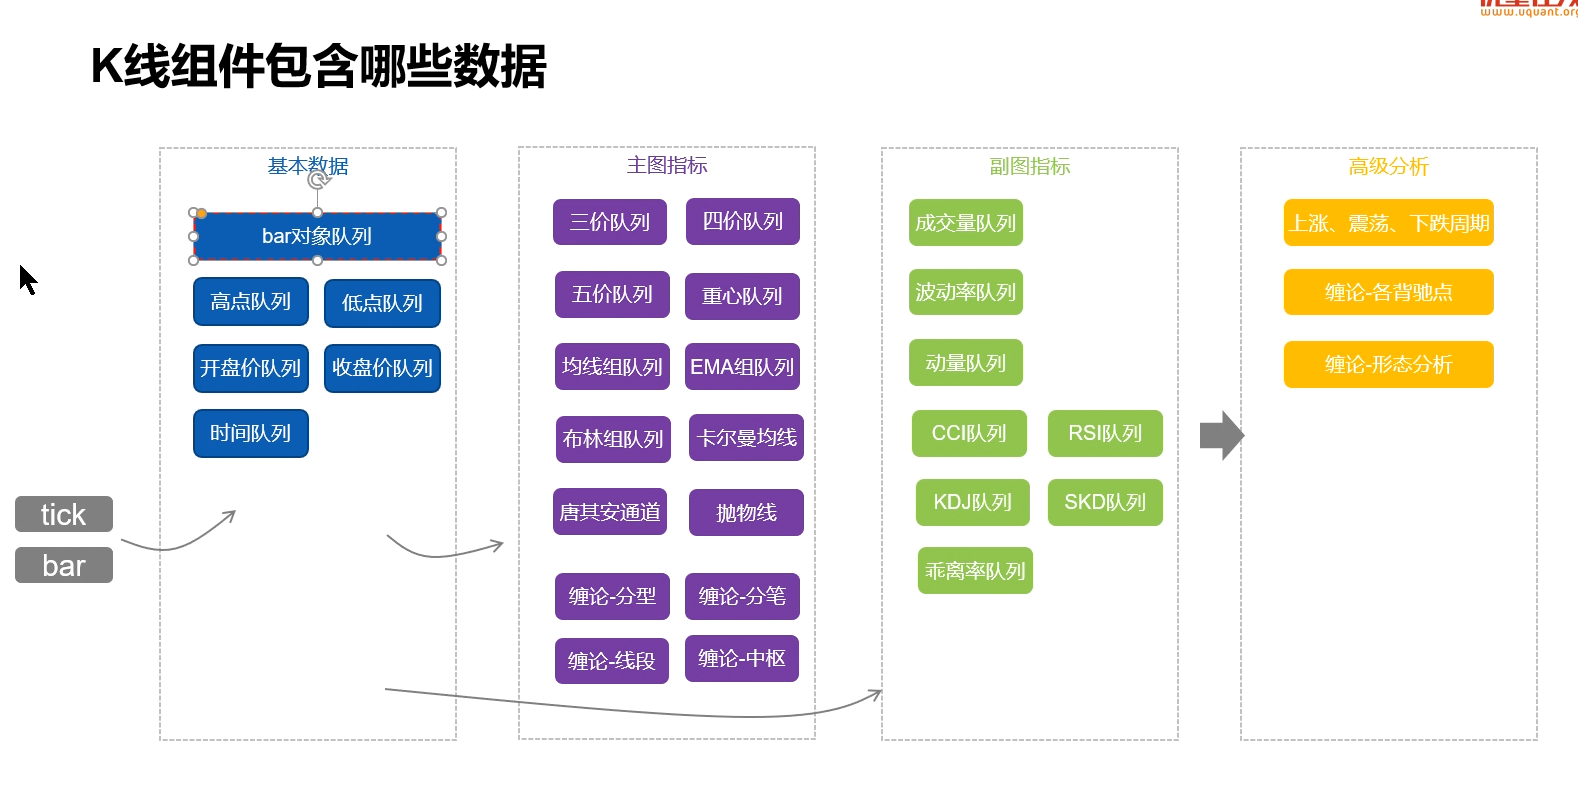 www.uquant.org
K线组件包含哪些数据
基本数据
bar对象队列
高点队列
低点队列
开盘价队列
收盘价队列
时间队列
tick
bar
主图指标
三价队列
四价队列
五价队列
重心队列
均线组队列
EMA组队列
布林组队列
卡尔曼均线
唐其安通道
抛物线
缠论-分型
缠论-分笔
缠论-线段
缠论-中枢
副图指标
成交量队列
波动率队列
动量队列
CCI队列
RSI队列
KDJ队列
SKD队列
乖离率队列
高级分析
上涨、震荡、下跌周期
缠论-各背驰点
缠论-形态分析